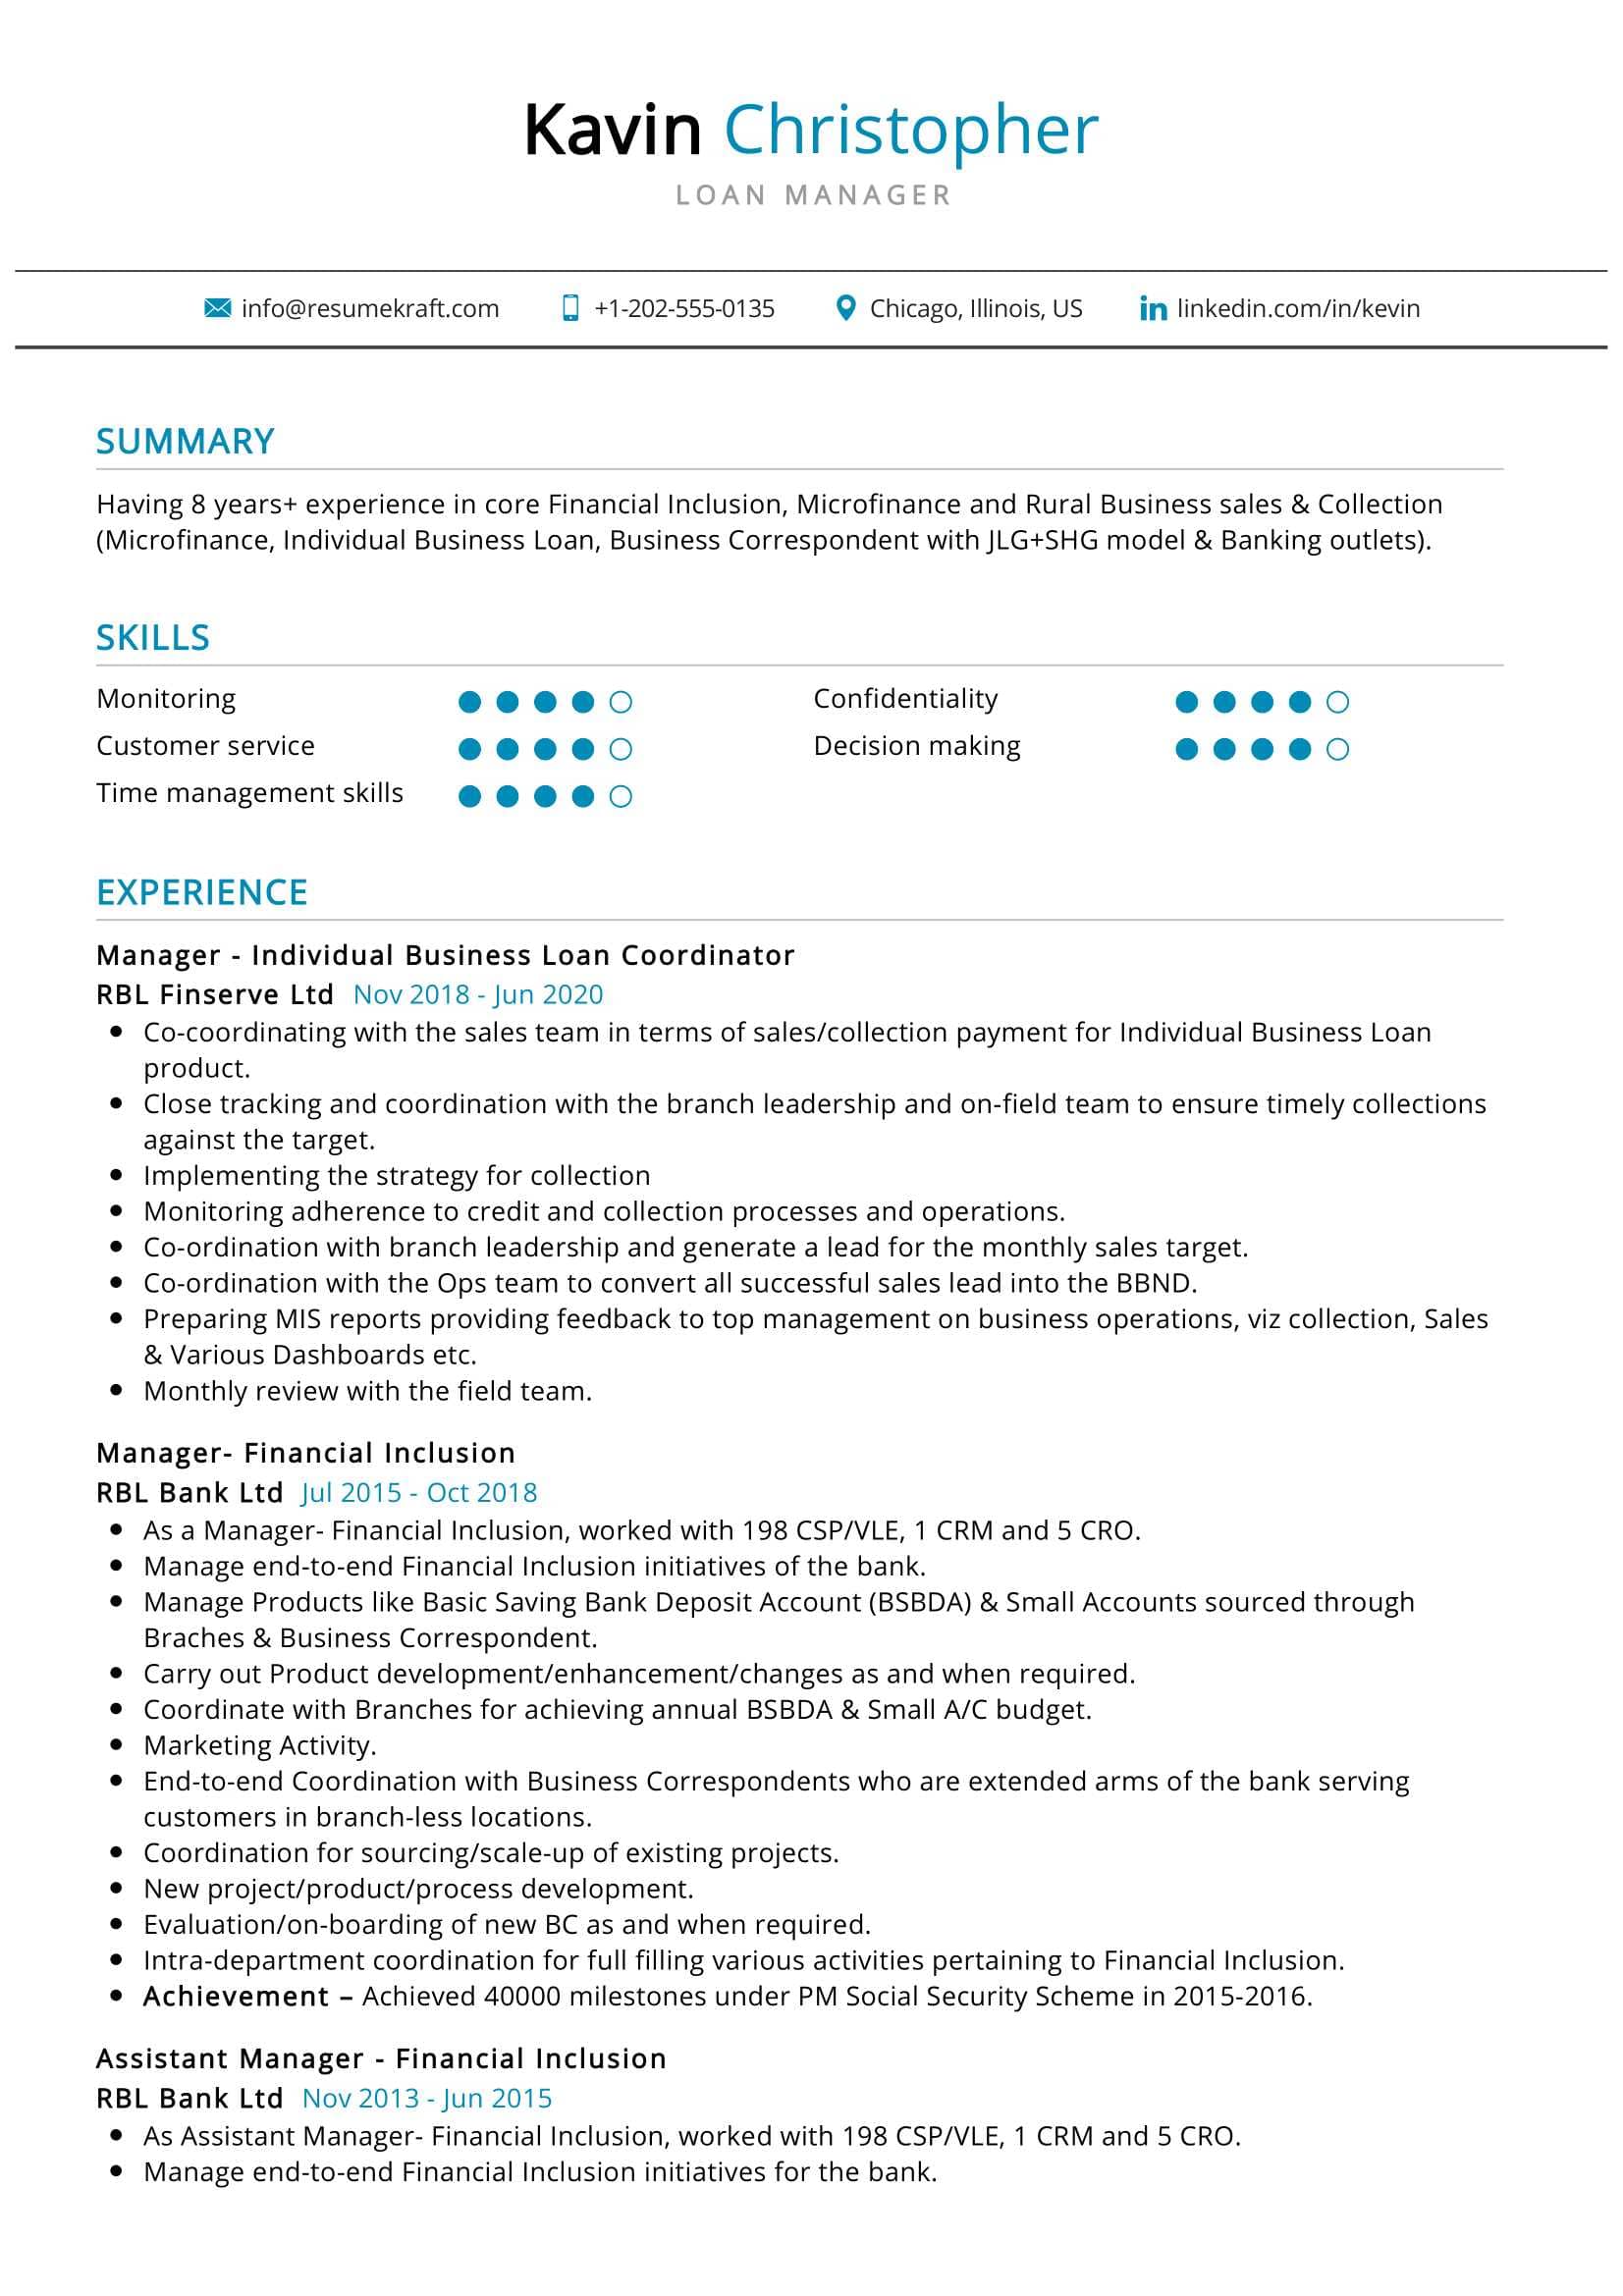 Kavin Christopher
LOAN MANAGER
info@resumekraft.com +1-202-555-0135 Chicago, Illinois, US linkedin.com/in/kevin
SUMMARY
Having 8 years+ experience in core Financial Inclusion, Microfinance and Rural Business sales & Collection
(Microfinance, Individual Business Loan, Business Correspondent with JLG+SHG model & Banking outlets).
SKILLS
Monitoring Confidentiality
Customer service Decision making
Time management skills
EXPERIENCE
Manager - Individual Business Loan Coordinator
RBL Finserve Ltd Nov 2018 - Jun 2020
• Co-coordinating with the sales team in terms of sales/collection payment for Individual Business Loan
product.
• Close tracking and coordination with the branch leadership and on-field team to ensure timely collections
against the target.
• Implementing the strategy for collection
• Monitoring adherence to credit and collection processes and operations.
• Co-ordination with branch leadership and generate a lead for the monthly sales target.
• Co-ordination with the Ops team to convert all successful sales lead into the BBND.
• Preparing MIS reports providing feedback to top management on business operations, viz collection, Sales
& Various Dashboards etc.
• Monthly review with the field team.
Manager- Financial Inclusion
RBL Bank Ltd Jul 2015 - Oct 2018
• As a Manager- Financial Inclusion, worked with 198 CSP/VLE, 1 CRM and 5 CRO.
• Manage end-to-end Financial Inclusion initiatives of the bank.
• Manage Products like Basic Saving Bank Deposit Account (BSBDA) & Small Accounts sourced through
Braches & Business Correspondent.
• Carry out Product development/enhancement/changes as and when required.
• Coordinate with Branches for achieving annual BSBDA & Small A/C budget.
• Marketing Activity.
• End-to-end Coordination with Business Correspondents who are extended arms of the bank serving
customers in branch-less locations.
• Coordination for sourcing/scale-up of existing projects.
• New project/product/process development.
• Evaluation/on-boarding of new BC as and when required.
• Intra-department coordination for full filling various activities pertaining to Financial Inclusion.
• Achievement – Achieved 40000 milestones under PM Social Security Scheme in 2015-2016.
Assistant Manager - Financial Inclusion
RBL Bank Ltd Nov 2013 - Jun 2015
• As Assistant Manager- Financial Inclusion, worked with 198 CSP/VLE, 1 CRM and 5 CRO.
• Manage end-to-end Financial Inclusion initiatives for the bank.